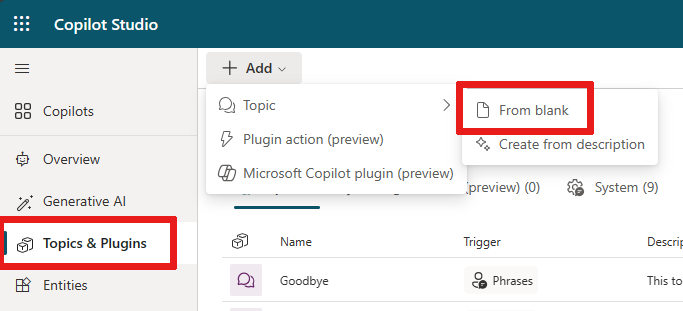 Copilot Studio
Add
Copilots
Topic
From blank
Plugin action (preview)
Create from description
Overview
Microsoft Copilot plugin (preview)
Generative AI
(preview) (0)
System (9)
Topics & Plugins
Name
Trigger
Descri
Entities
Goodbye
Phrases
This to